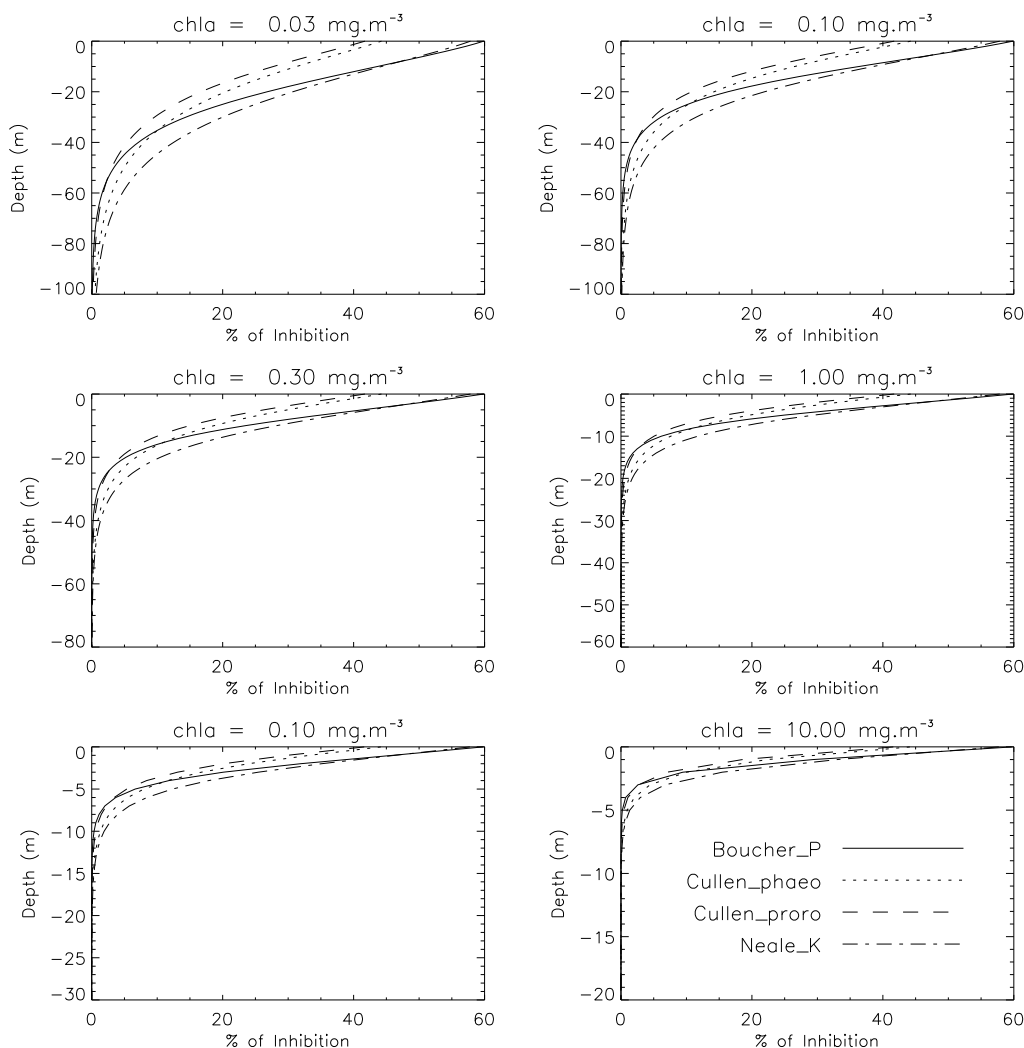 chla = 0.03 mg.m⁻³
0
−20
−40
−60
−80
−100
Depth (m)
0 20 40 60
% of Inhibition
chla = 0.10 mg.m⁻³
0
−20
−40
−60
−80
−100
Depth (m)
0 20 40 60
% of Inhibition
chla = 0.30 mg.m⁻³
0
−20
−40
−60
−80
Depth (m)
0 20 40 60
% of Inhibition
chla = 1.00 mg.m⁻³
0
−10
−20
−30
−40
−50
−60
Depth (m)
0 20 40 60
% of Inhibition
chla = 0.10 mg.m⁻³
0
−5
−10
−15
−20
−25
−30
Depth (m)
0 20 40 60
% of Inhibition
chla = 10.00 mg.m⁻³
0
−5
−10
−15
−20
Depth (m)
Boucher_P
Cullen_phaeo
Cullen_proro
Neale_K
0 20 40 60
% of Inhibition